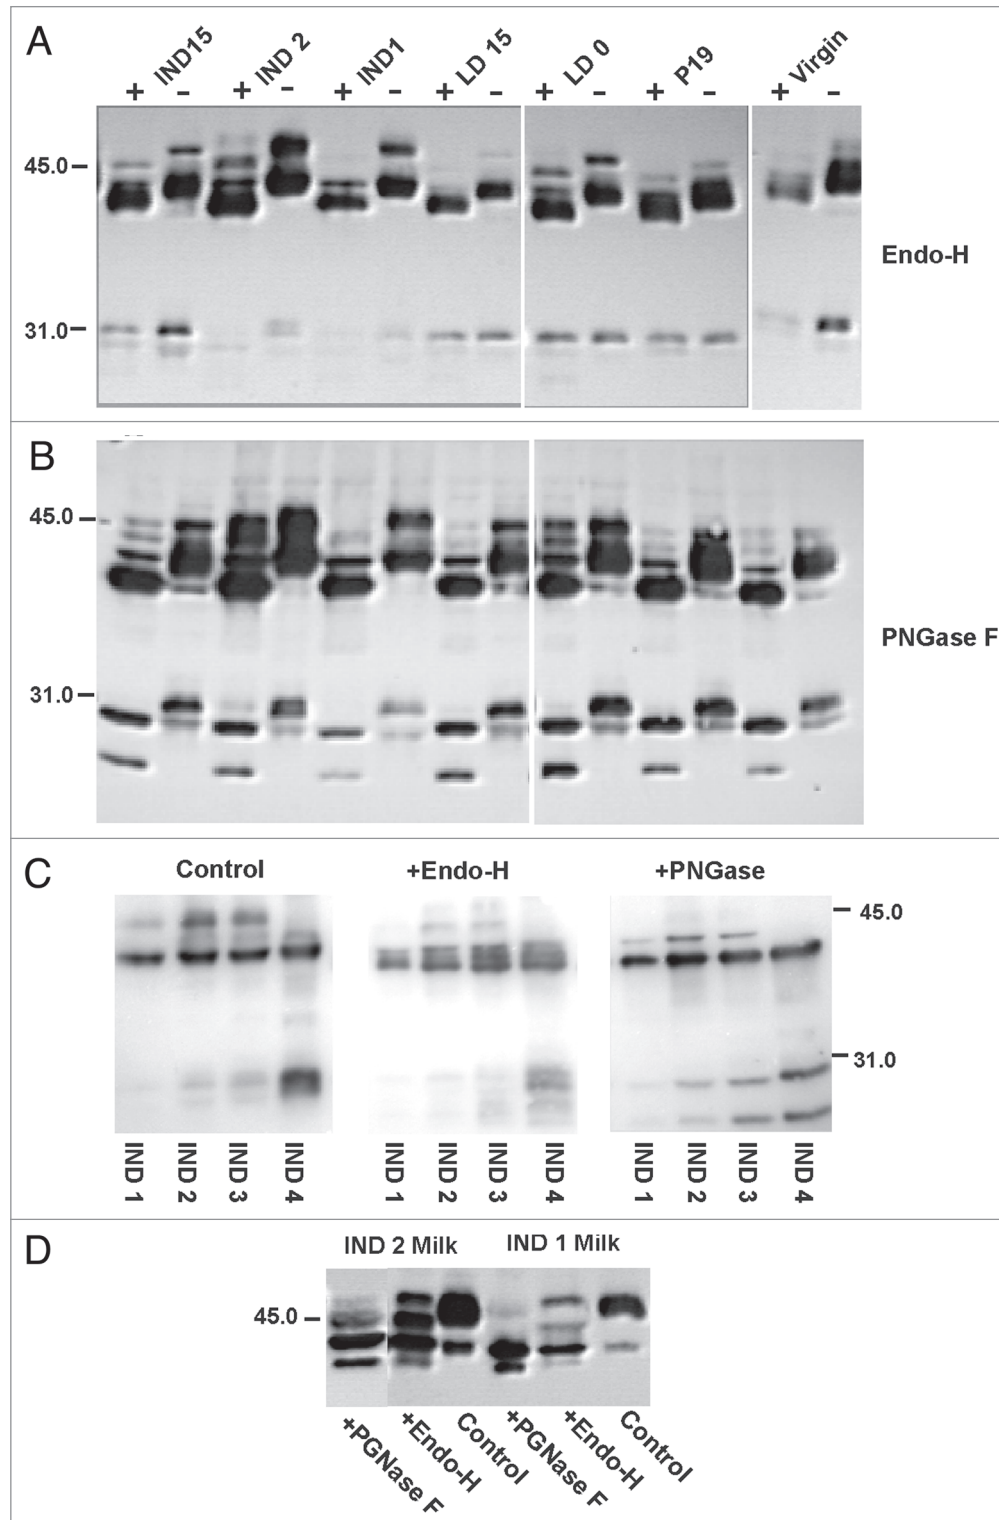 A
IND15 IND 2 IND1 LD 15 LD 0 P19 Virgin
+ - + - + - + - + - + - + -
45.0
31.0
Endo-H
B
45.0
31.0
PNGase F
C
Control +Endo-H +PNGase
45.0
31.0
IND 1 IND 2 IND 3 IND 4 IND 1 IND 2 IND 3 IND 4 IND 1 IND 2 IND 3 IND 4
D
IND 2 Milk IND 1 Milk
45.0
+PGNase F +Endo-H Control +PGNase F +Endo-H Control